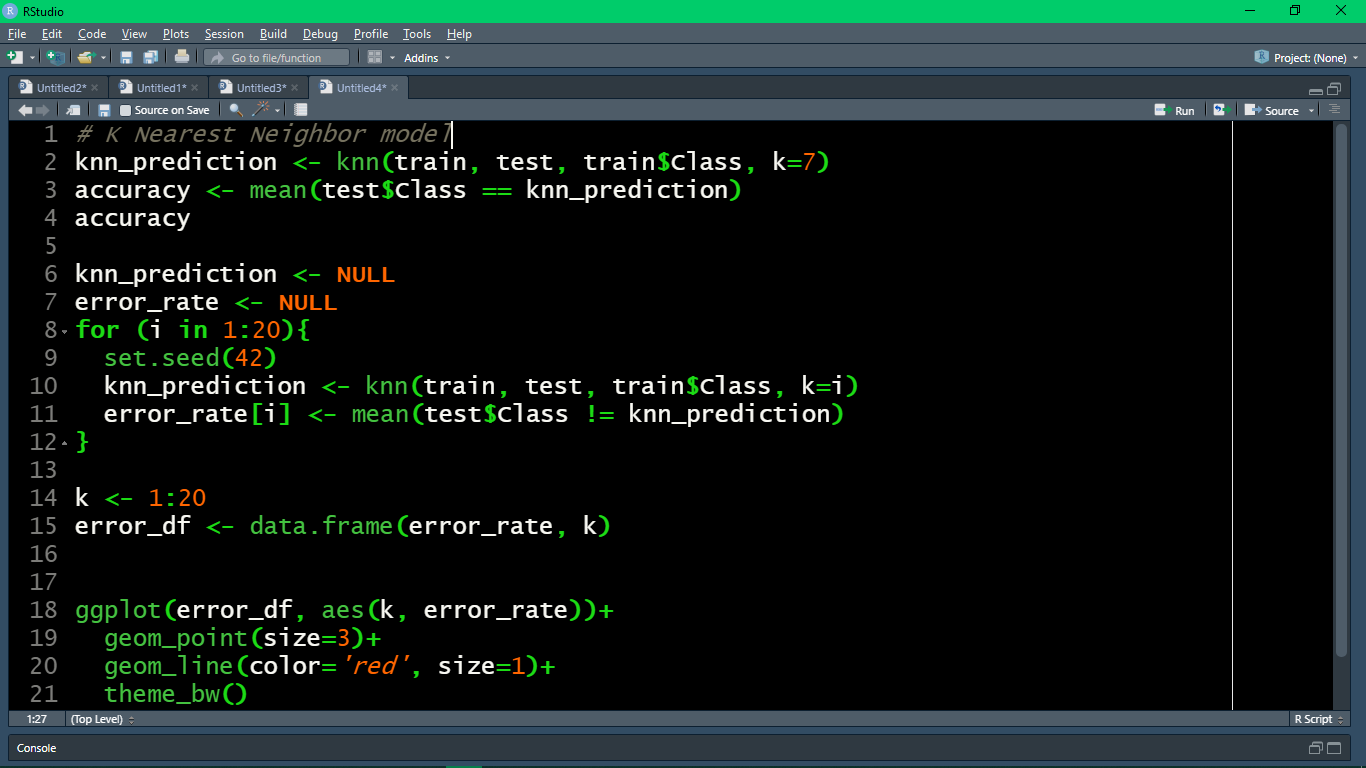 RStudio
File Edit Code View Plots Session Build Debug Profile Tools Help
Go to file/function Addins Project: (None)
Untitled2* Untitled1* Untitled3* Untitled4*
Source on Save Run Source
1 # K Nearest Neighbor model
2 knn_prediction <- knn(train, test, train$Class, k=7)
3 accuracy <- mean(test$Class == knn_prediction)
4 accuracy
5
6 knn_prediction <- NULL
7 error_rate <- NULL
8 for (i in 1:20){
9   set.seed(42)
10   knn_prediction <- knn(train, test, train$Class, k=i)
11   error_rate[i] <- mean(test$Class != knn_prediction)
12 }
13
14 k <- 1:20
15 error_df <- data.frame(error_rate, k)
16
17
18 ggplot(error_df, aes(k, error_rate))+
19   geom_point(size=3)+
20   geom_line(color='red', size=1)+
21   theme_bw()
1:27 (Top Level) R Script
Console